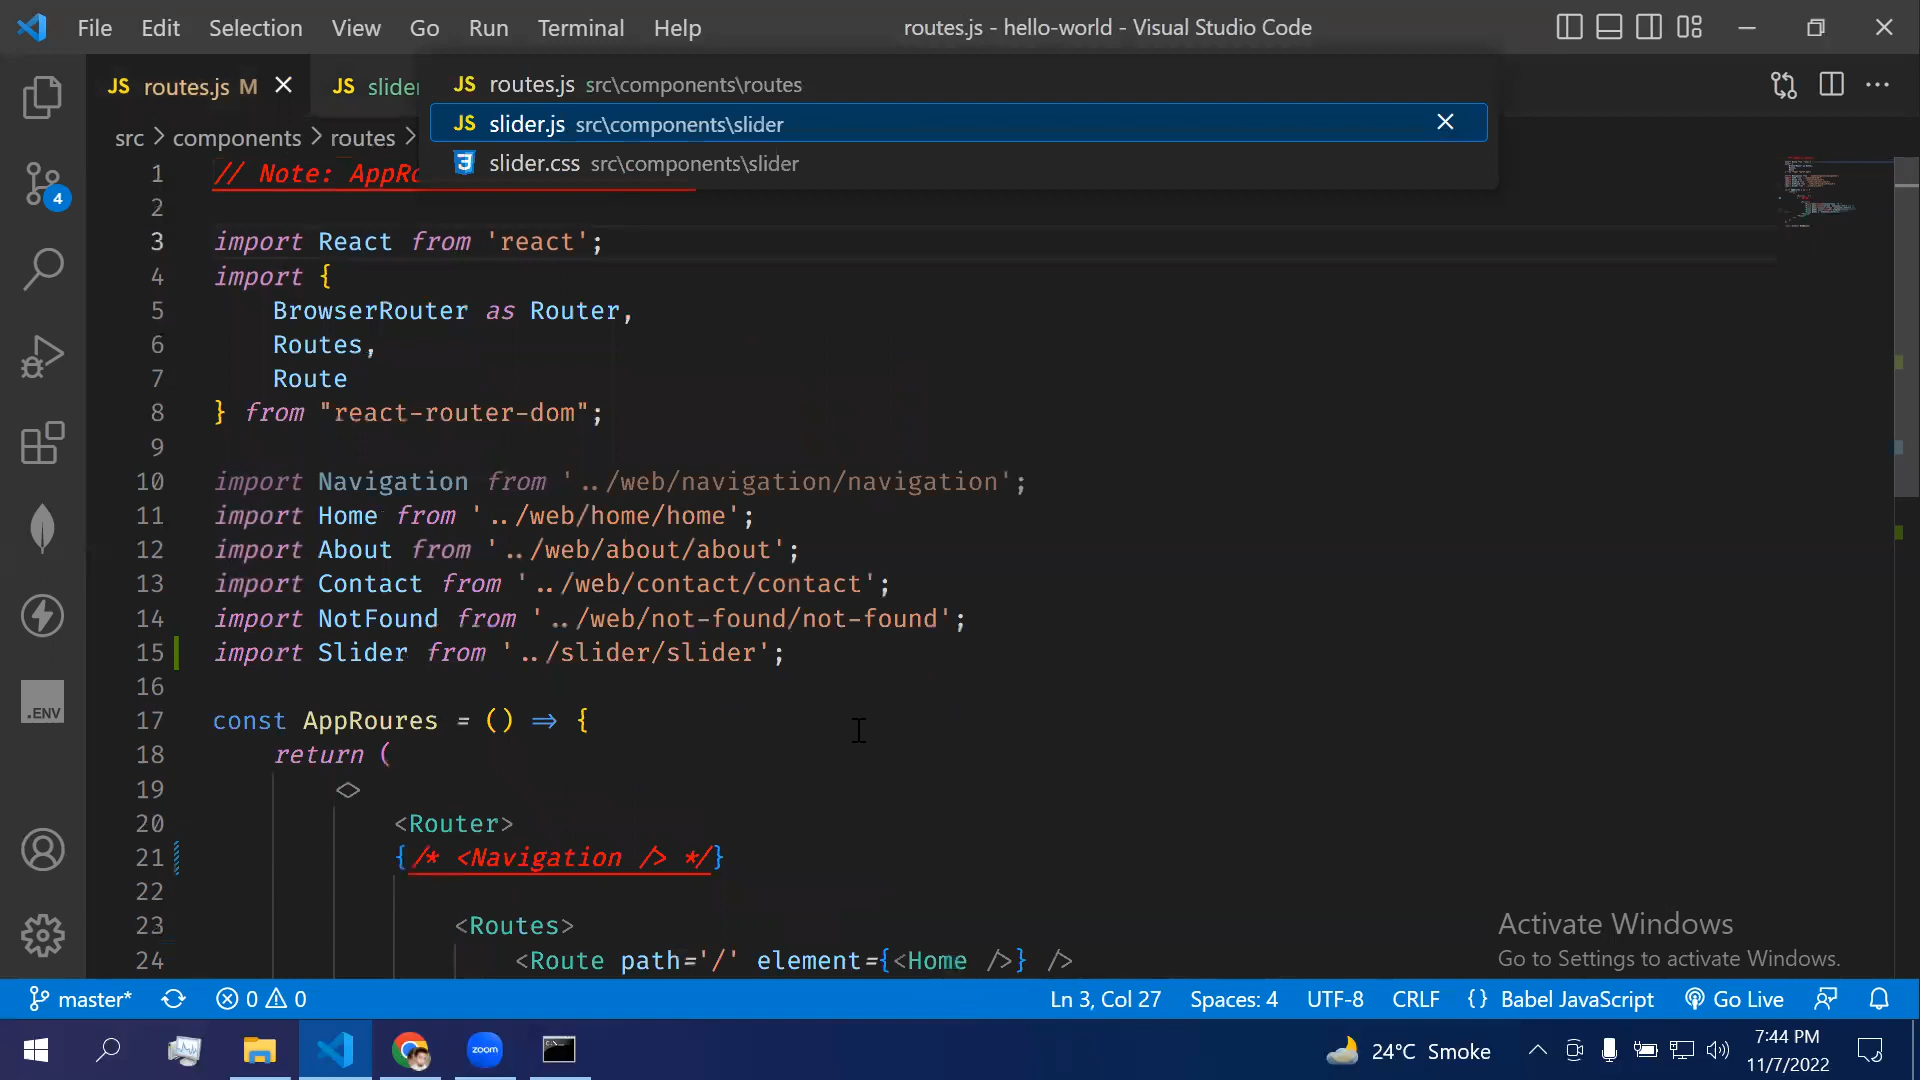 File Edit Selection View Go Run Terminal Help
routes.js - hello-world - Visual Studio Code
JS routes.js M
JS slider
JS routes.js src\components\routes
JS slider.js src\components\slider
slider.css src\components\slider
src > components > routes >
1 // Note: AppRo
2
3 import React from 'react';
4 import {
5 BrowserRouter as Router,
6 Routes,
7 Route
8 } from "react-router-dom";
9
10 import Navigation from '../web/navigation/navigation';
11 import Home from '../web/home/home';
12 import About from '../web/about/about';
13 import Contact from '../web/contact/contact';
14 import NotFound from '../web/not-found/not-found';
15 import Slider from '../slider/slider';
16
17 const AppRoures = () => {
18 return (
19 <>
20 <Router>
21 {/* <Navigation /> */}
22
23 <Routes>
24 <Route path='/' element={<Home />} />
4
.ENV
Activate Windows
Go to Settings to activate Windows.
master* 0 0 Ln 3, Col 27 Spaces: 4 UTF-8 CRLF {} Babel JavaScript Go Live
zoom
24°C Smoke
7:44 PM
11/7/2022